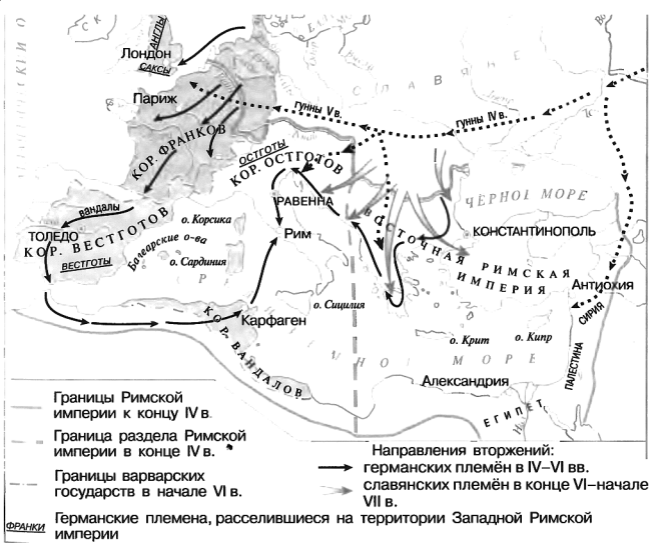 К И О
С К
АНГЛЫ
Лондон
САКСЫ
Париж
С Л А В Я Н Е
гунны V в.
гунны IV в.
КОР. ФРАНКОВ
ОСТГОТЫ
КОР. ОСТГОТОВ
РАВЕННА
вандалы
ТОЛЕДО
КОР. ВЕСТГОТОВ
ВЕСТГОТЫ
Балеарские о-ва
о. Корсика
о. Сардиния
Рим
ЧЁРНОЕ МОРЕ
КОНСТАНТИНОПОЛЬ
ВОСТОЧНАЯ РИМСКАЯ
ИМПЕРИЯ
Антиохия
СИРИЯ
о. Сицилия
Карфаген
КОР. ВАНДАЛОВ
о. Крит
о. Кипр
М О Р Е
ПАЛЕСТИНА
Александрия
ЕГИПЕТ
Границы Римской
империи к концу IV в.
Граница раздела Римской
империи в конце IV в.
Границы варварских
государств в начале VI в.
Направления вторжений:
германских племён в IV–VI вв.
славянских племён в конце VI–начале
VII в.
ФРАНКИ
Германские племена, расселившиеся на территории Западной Римской
империи